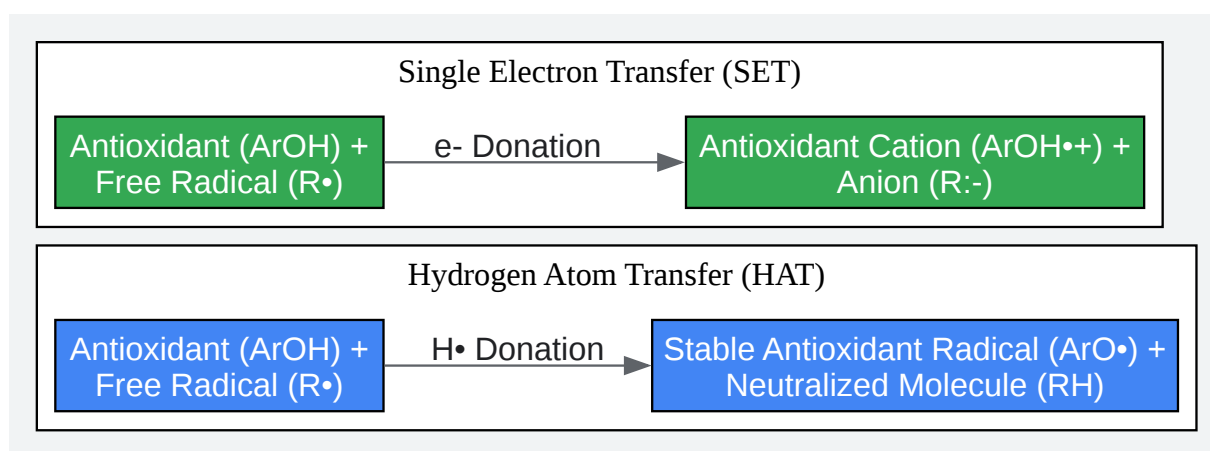 Single Electron Transfer (SET)
Antioxidant (ArOH) +
Free Radical (R•)
e- Donation
Antioxidant Cation (ArOH•+) +
Anion (R:-)
Hydrogen Atom Transfer (HAT)
Antioxidant (ArOH) +
Free Radical (R•)
H• Donation
Stable Antioxidant Radical (ArO•) +
Neutralized Molecule (RH)